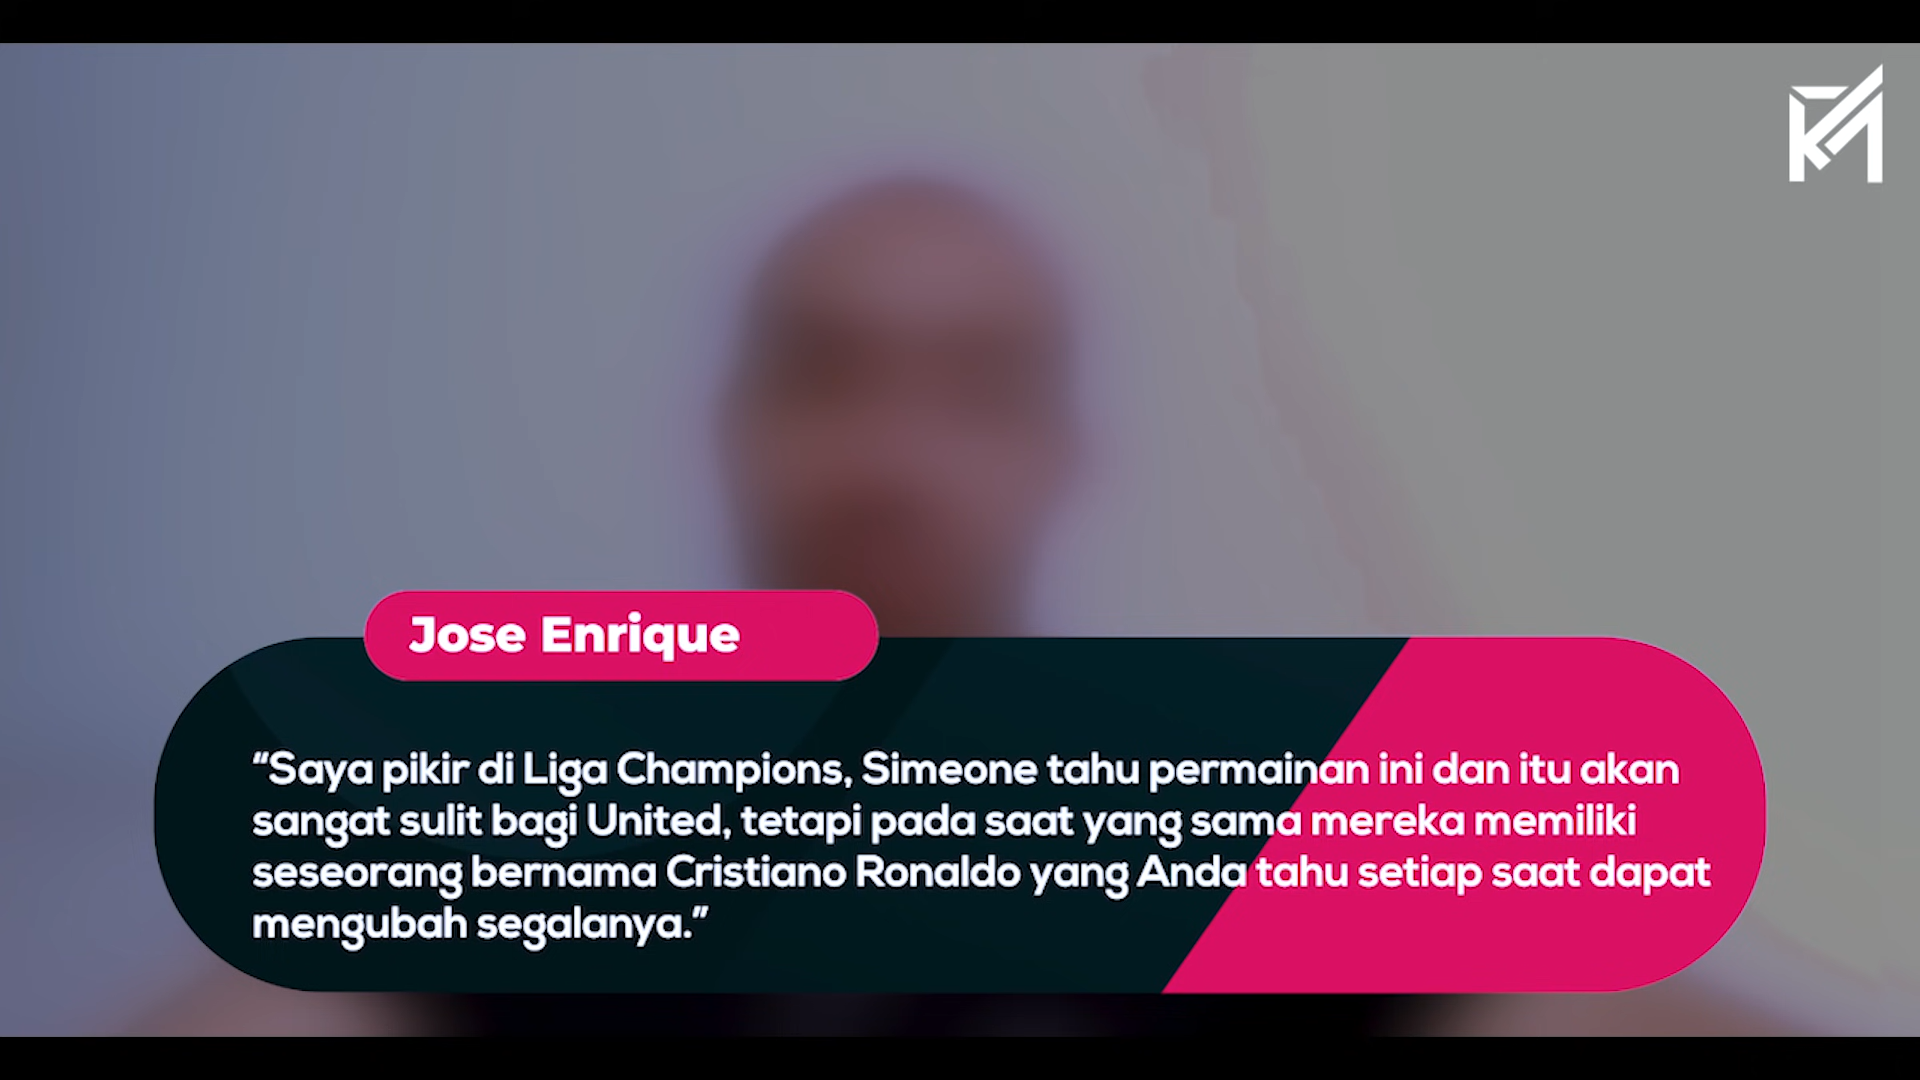 Jose Enrique
“Saya pikir di Liga Champions, Simeone tahu permainan ini dan itu akan
sangat sulit bagi United, tetapi pada saat yang sama mereka memiliki
seseorang bernama Cristiano Ronaldo yang Anda tahu setiap saat dapat
mengubah segalanya.”